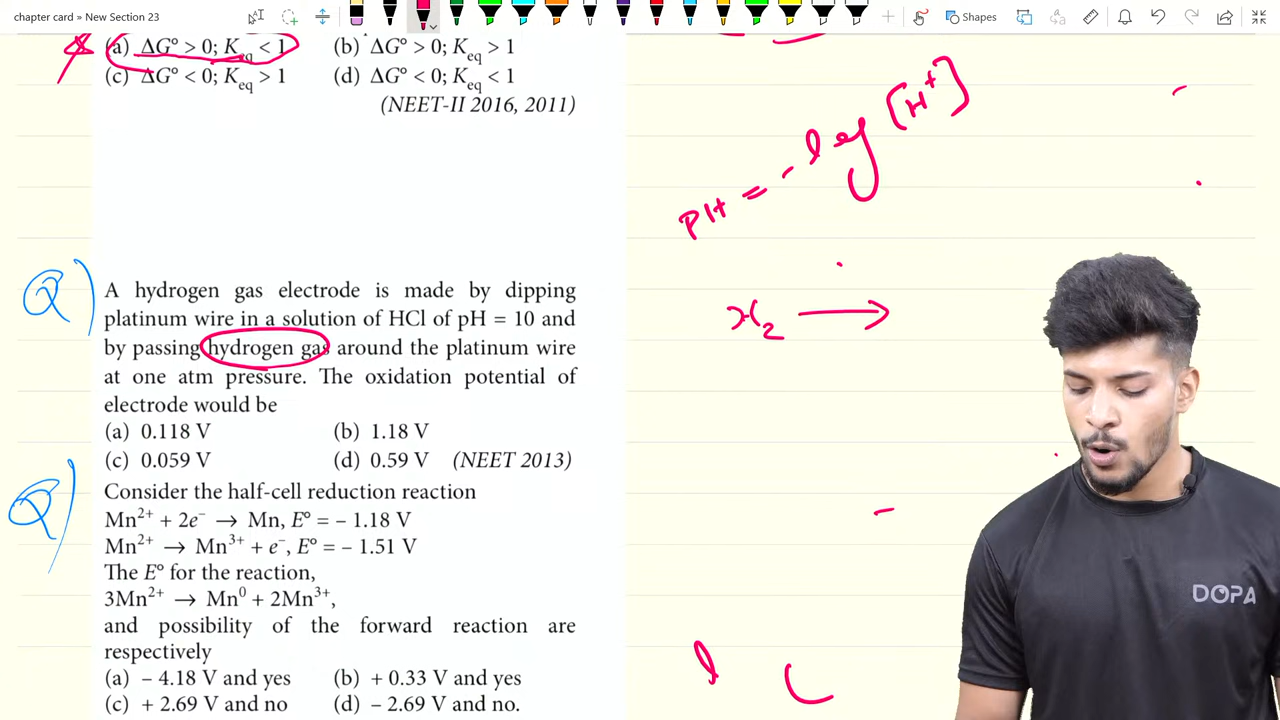 chapter card » New Section 23
Shapes
(a) ΔG° > 0; Keq < 1 (b) ΔG° > 0; Keq > 1
(c) ΔG° < 0; Keq > 1 (d) ΔG° < 0; Keq < 1
(NEET-II 2016, 2011)
pH = - log [H+]
Q)
A hydrogen gas electrode is made by dipping
platinum wire in a solution of HCl of pH = 10 and
by passing hydrogen gas around the platinum wire
at one atm pressure. The oxidation potential of
electrode would be
(a) 0.118 V (b) 1.18 V
(c) 0.059 V (d) 0.59 V (NEET 2013)
H2 →
Q)
Consider the half-cell reduction reaction
Mn2+ + 2e– → Mn, E° = – 1.18 V
Mn2+ → Mn3+ + e–, E° = – 1.51 V
The E° for the reaction,
3Mn2+ → Mn0 + 2Mn3+,
and possibility of the forward reaction are
respectively
(a) – 4.18 V and yes (b) + 0.33 V and yes
(c) + 2.69 V and no (d) – 2.69 V and no.
DOPA